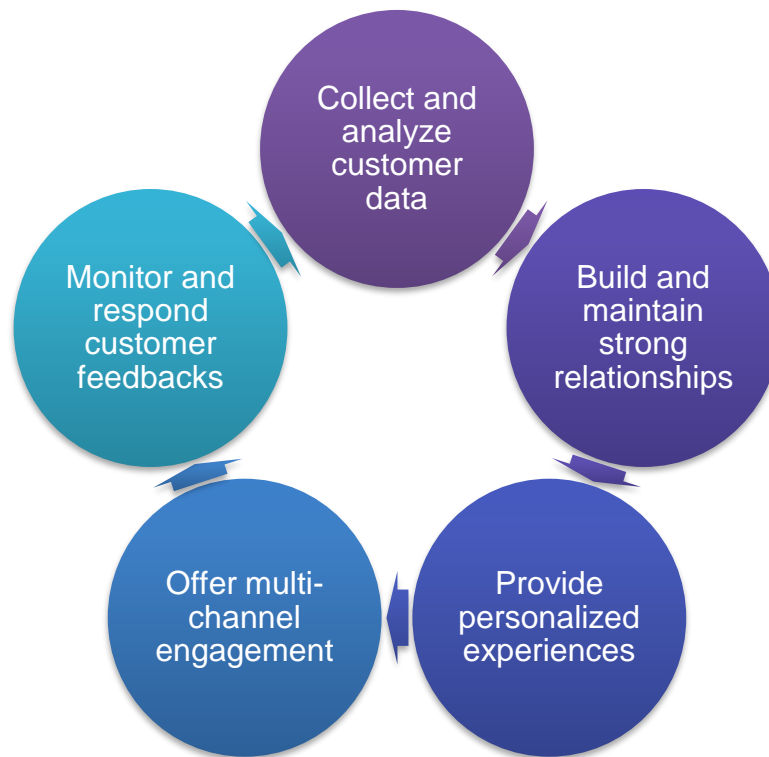 Collect and
analyze
customer
data
Build and
maintain
strong
relationships
Provide
personalized
experiences
Offer multi-
channel
engagement
Monitor and
respond
customer
feedbacks